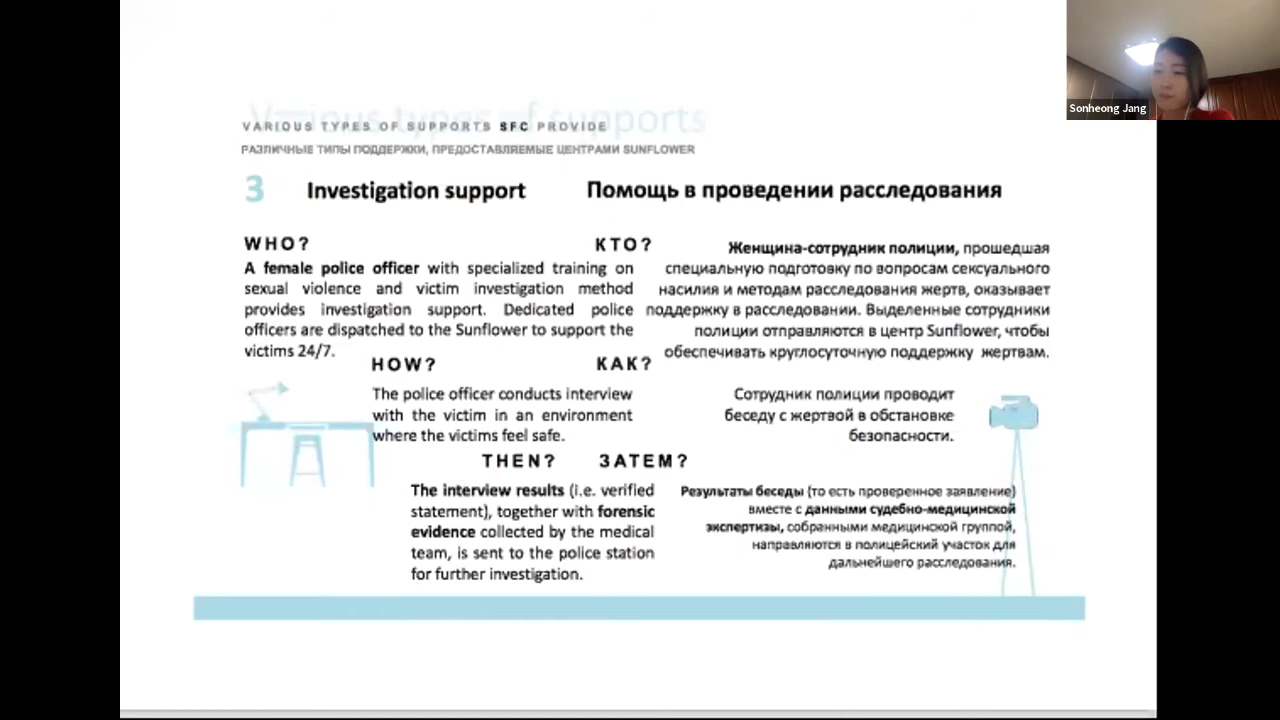 Various types of supports
VARIOUS TYPES OF SUPPORTS SFC PROVIDE
РАЗЛИЧНЫЕ ТИПЫ ПОДДЕРЖКИ, ПРЕДОСТАВЛЯЕМЫЕ ЦЕНТРАМИ SUNFLOWER
3 Investigation support
Помощь в проведении расследования
WHO?
A female police officer with specialized training on
sexual violence and victim investigation method
provides investigation support. Dedicated police
officers are dispatched to the Sunflower to support the
victims 24/7.
КТО?
Женщина-сотрудник полиции, прошедшая
специальную подготовку по вопросам сексуального
насилия и методам расследования жертв, оказывает
поддержку в расследовании. Выделенные сотрудники
полиции отправляются в центр Sunflower, чтобы
обеспечивать круглосуточную поддержку жертвам.
HOW?
The police officer conducts interview
with the victim in an environment
where the victims feel safe.
КАК?
Сотрудник полиции проводит
беседу с жертвой в обстановке
безопасности.
THEN?
The interview results (i.e. verified
statement), together with forensic
evidence collected by the medical
team, is sent to the police station
for further investigation.
ЗАТЕМ?
Результаты беседы (то есть проверенное заявление)
вместе с данными судебно-медицинской
экспертизы, собранными медицинской группой,
направляются в полицейский участок для
дальнейшего расследования.
Sonheong Jang